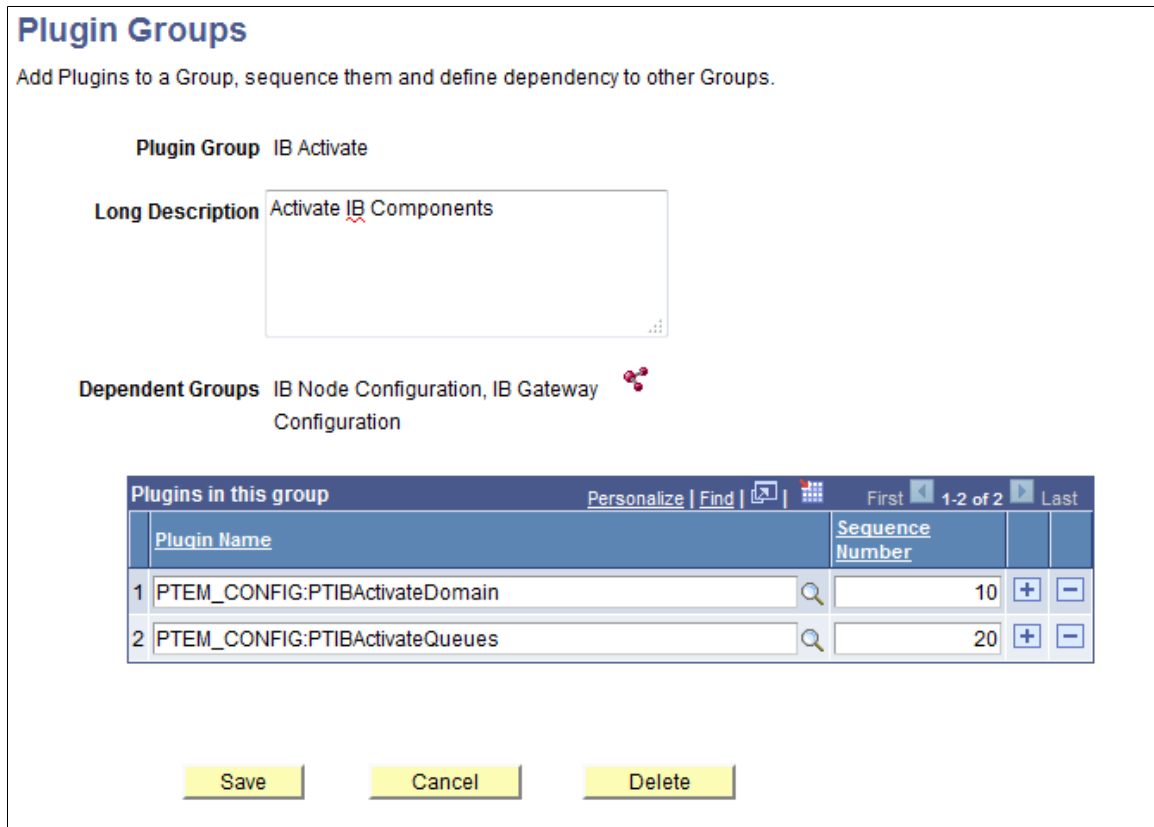 Plugin Groups
Add Plugins to a Group, sequence them and define dependency to other Groups.
Plugin Group IB Activate
Long Description Activate IB Components
Dependent Groups IB Node Configuration, IB Gateway
Configuration
Plugins in this group Personalize | Find | | First 1-2 of 2 Last
Plugin Name Sequence
Number
1 PTEM_CONFIG:PTIBActivateDomain 10
2 PTEM_CONFIG:PTIBActivateQueues 20
Save Cancel Delete